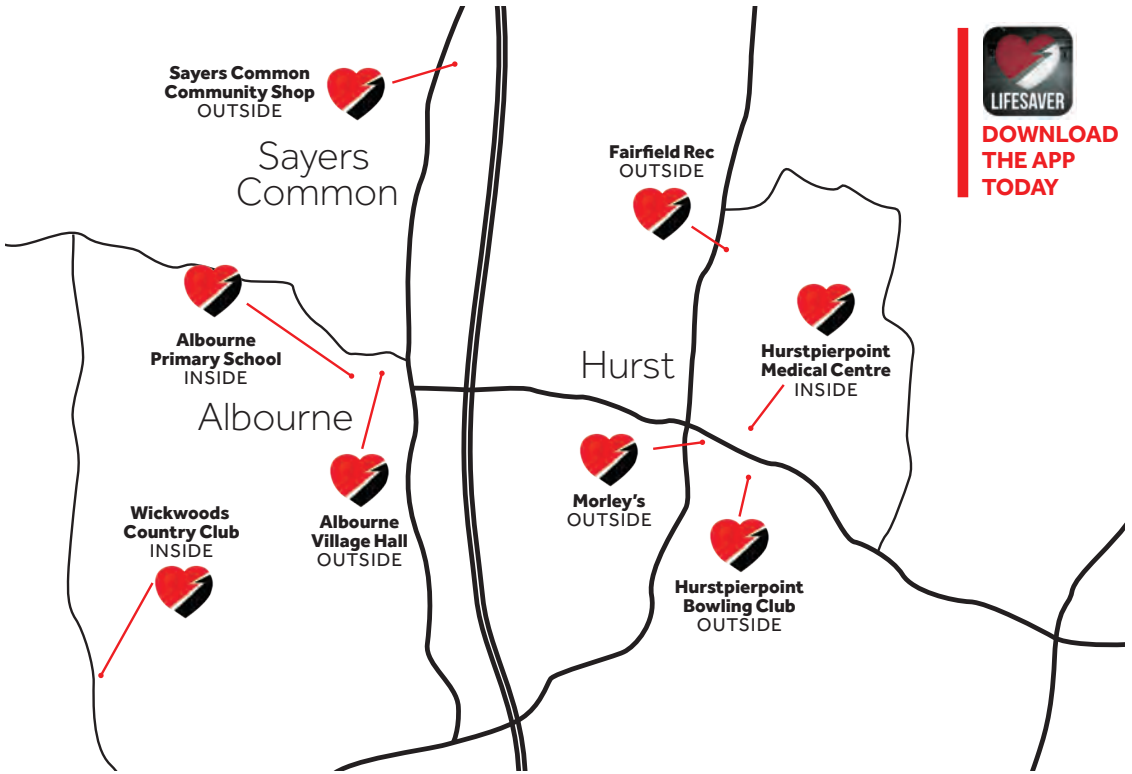 Sayers Common
Community Shop
OUTSIDE
Sayers
Common
Fairfield Rec
OUTSIDE
LIFESAVER
DOWNLOAD
THE APP
TODAY
Albourne
Primary School
INSIDE
Albourne
Hurst
Hurstpierpoint
Medical Centre
INSIDE
Wickwoods
Country Club
INSIDE
Albourne
Village Hall
OUTSIDE
Morley's
OUTSIDE
Hurstpierpoint
Bowling Club
OUTSIDE